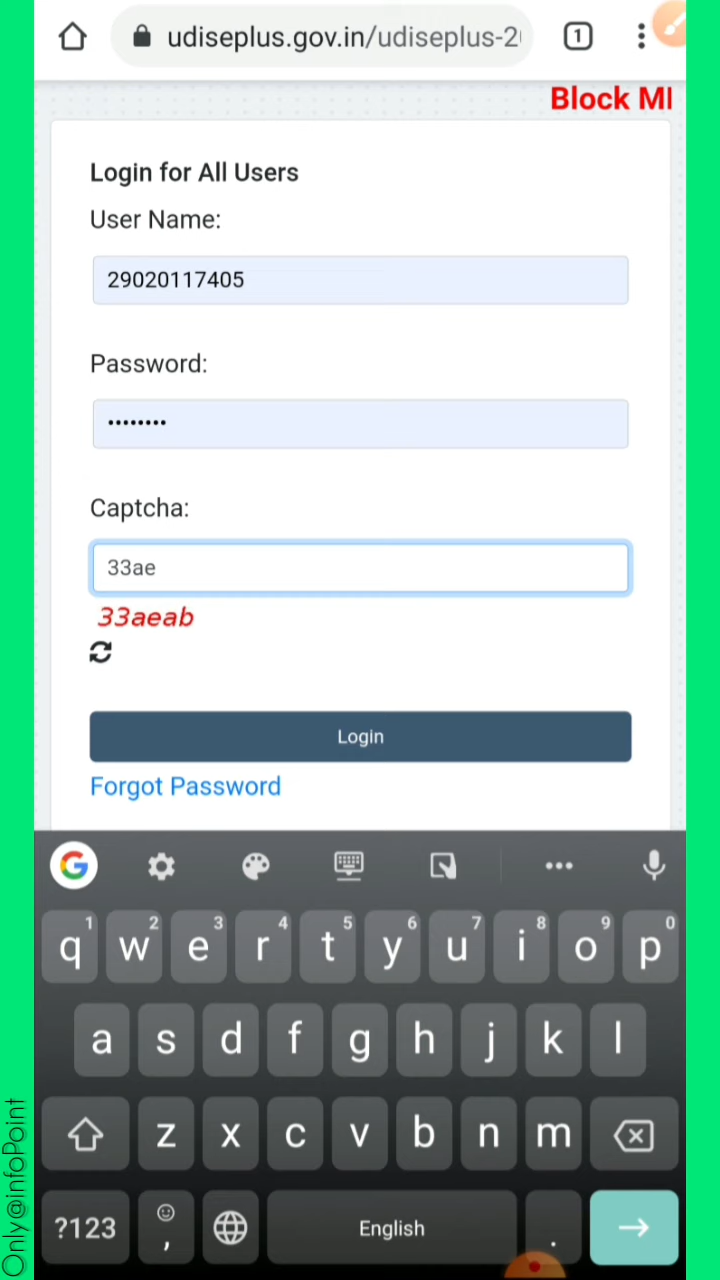 udiseplus.gov.in/udiseplus-2
1
Block MI
Login for All Users
User Name:
29020117405
Password:
••••••••
Captcha:
33ae
33aeab
Login
Forgot Password
G
1 2 3 4 5 6 7 8 9 0
q w e r t y u i o p
a s d f g h j k l
z x c v b n m
?123 , English .
Only@infoPoint